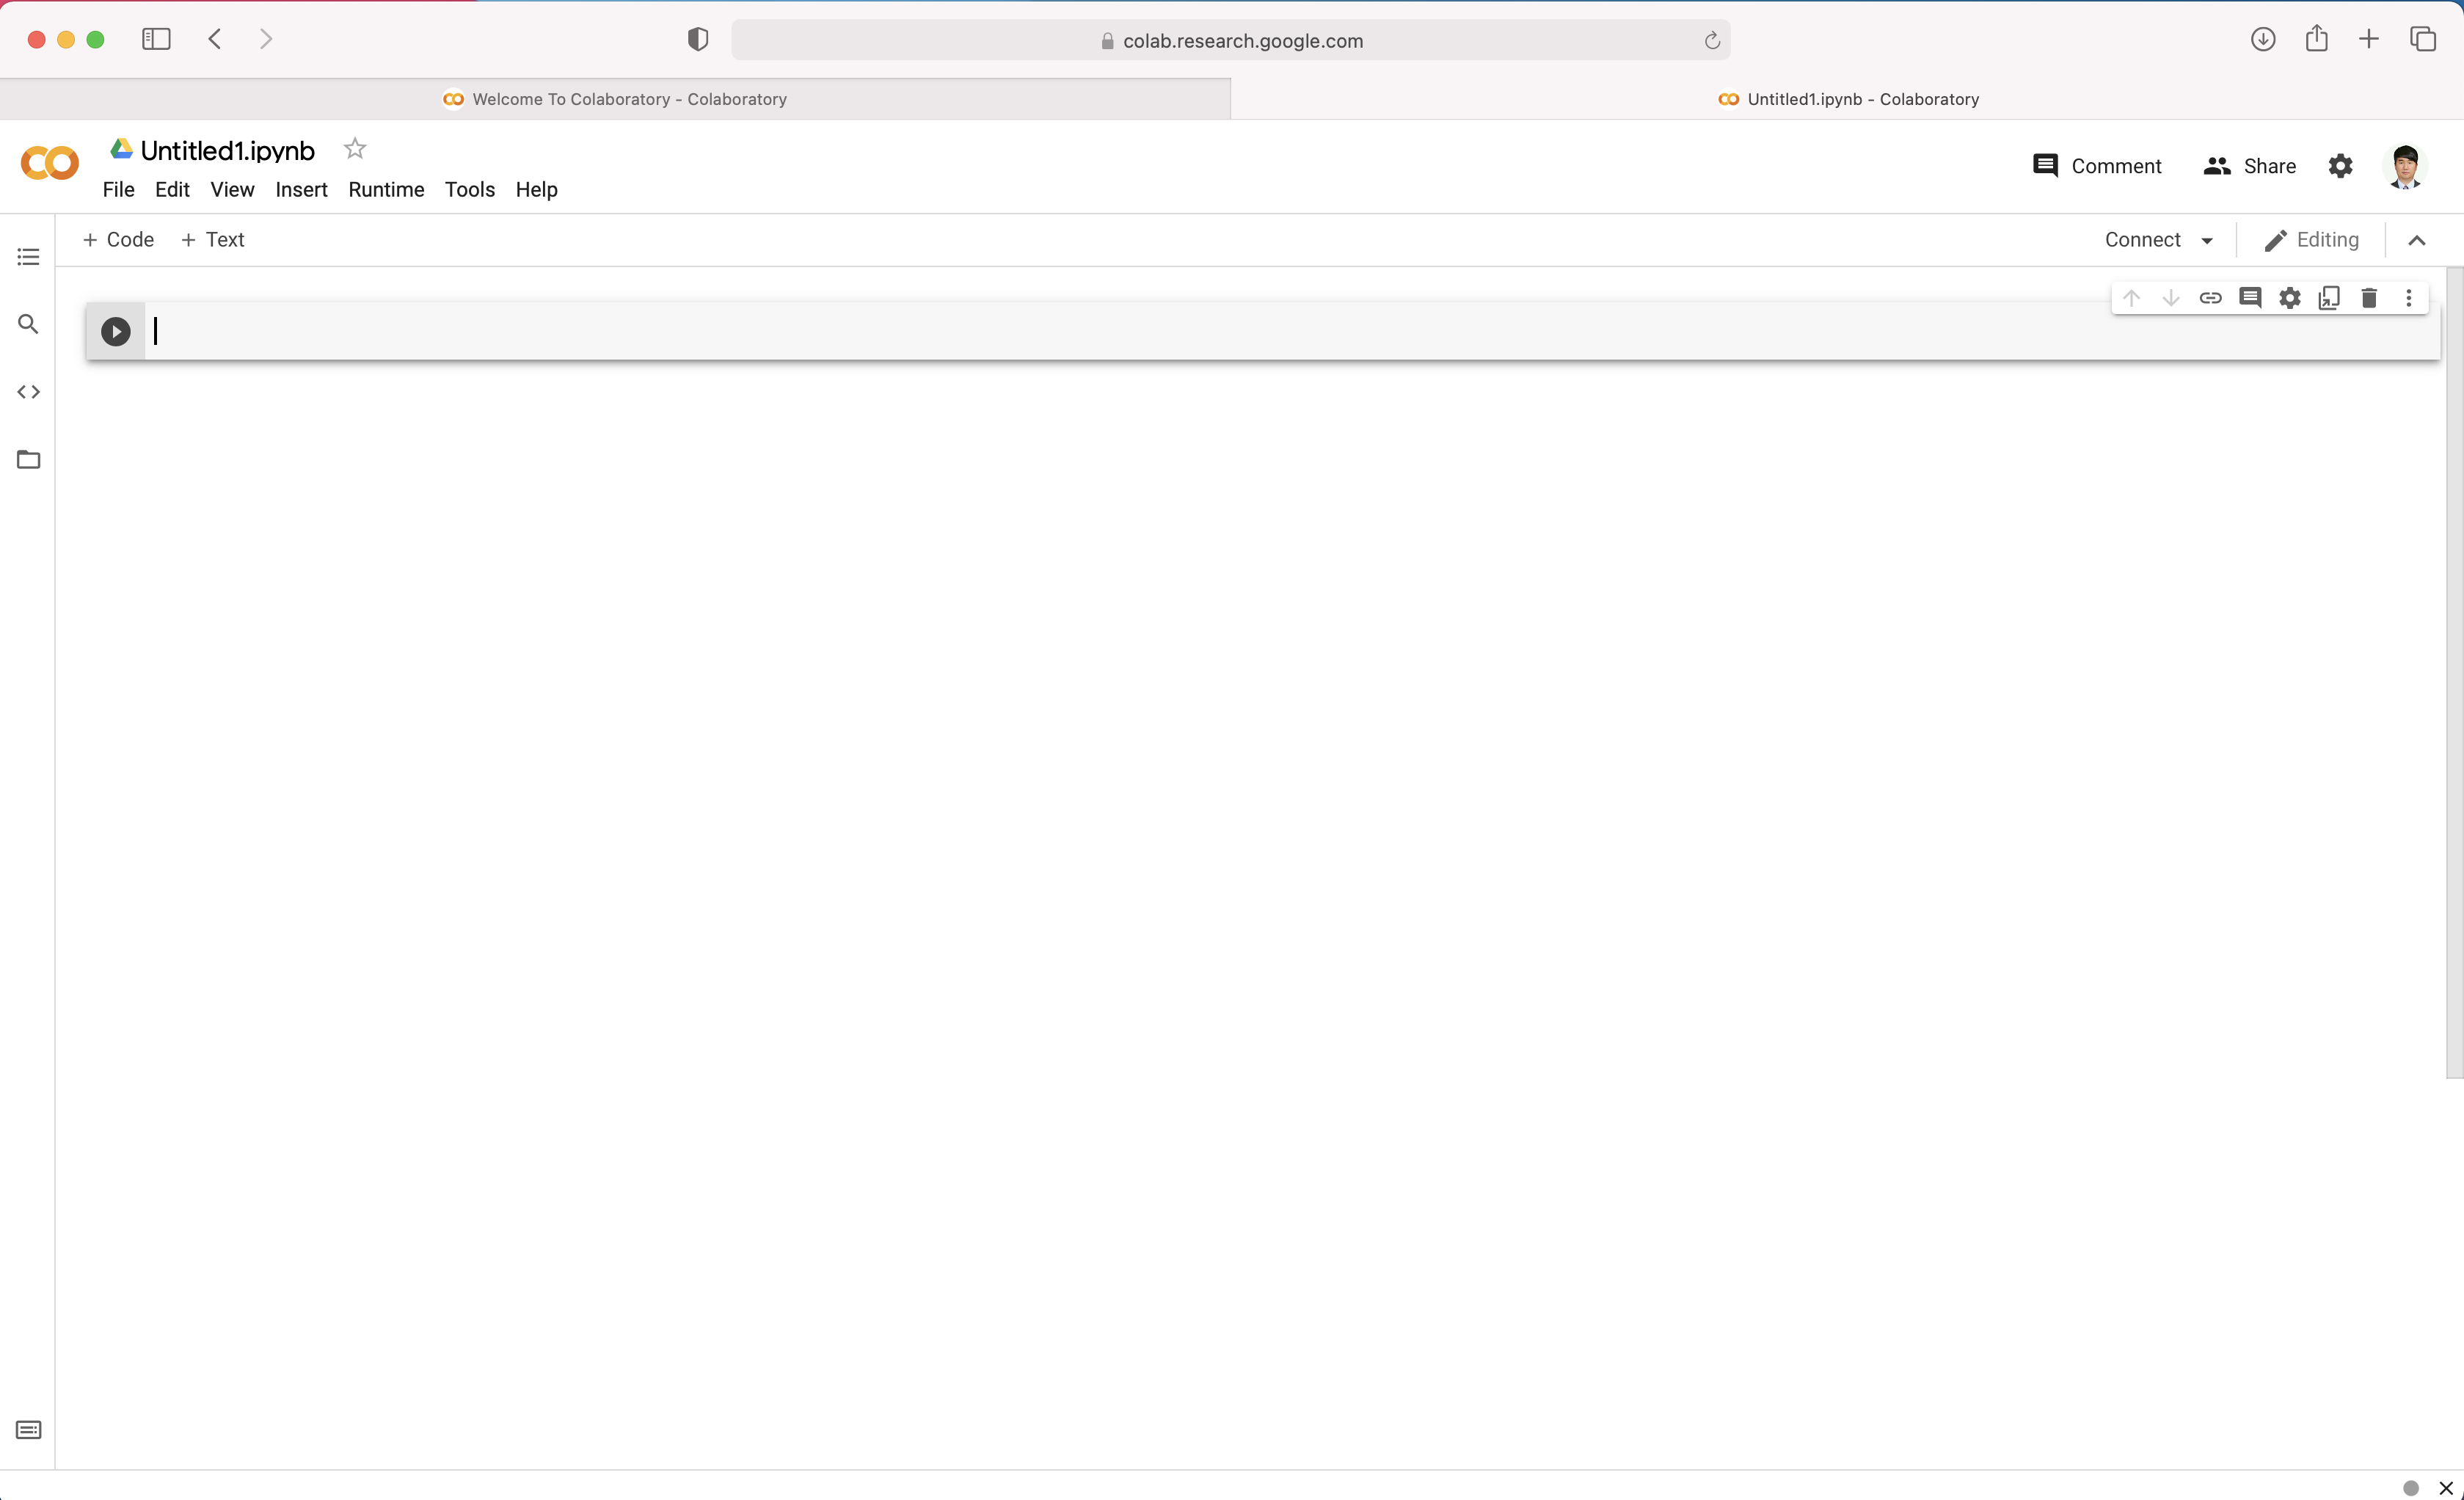 colab.research.google.com
Welcome To Colaboratory - Colaboratory
Untitled1.ipynb - Colaboratory
Untitled1.ipynb
Comment
Share
File Edit View Insert Runtime Tools Help
+ Code + Text
Connect
Editing